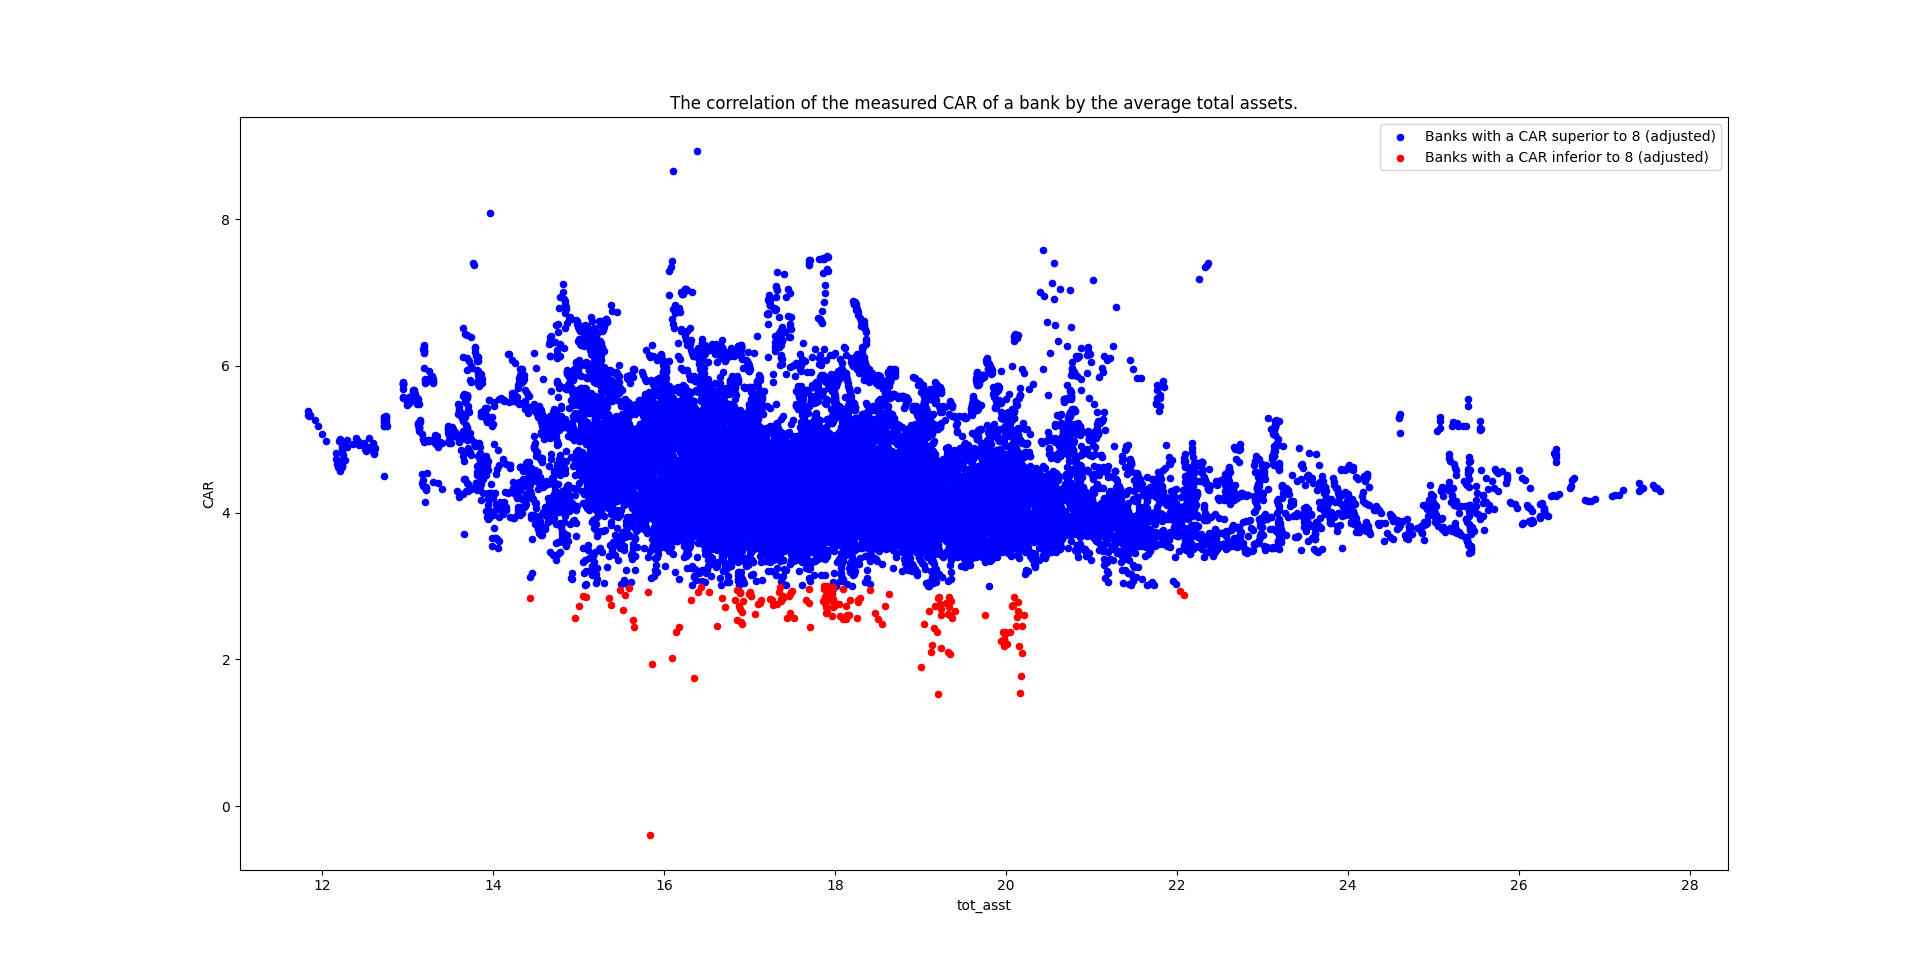 The correlation of the measured CAR of a bank by the average total assets.
Banks with a CAR superior to 8 (adjusted)
Banks with a CAR inferior to 8 (adjusted)
8
6
4
2
0
CAR
12 14 16 18 20 22 24 26 28
tot_asst